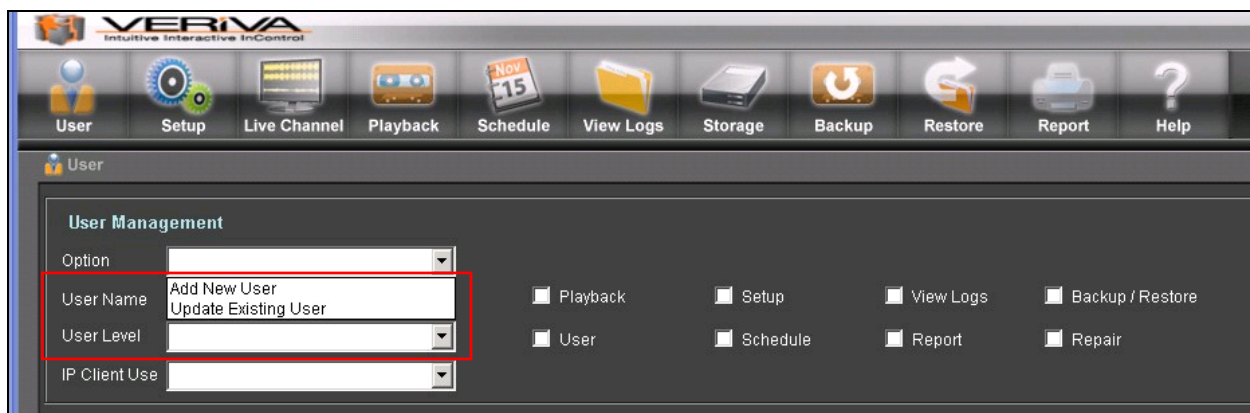 VERiVA
Intuitive Interactive InControl
NOV
15
User Setup Live Channel Playback Schedule View Logs Storage Backup Restore Report Help
User
User Management
Option
Add New User
User Name Playback Setup View Logs Backup / Restore
Update Existing User
User Level User Schedule Report Repair
IP Client Use